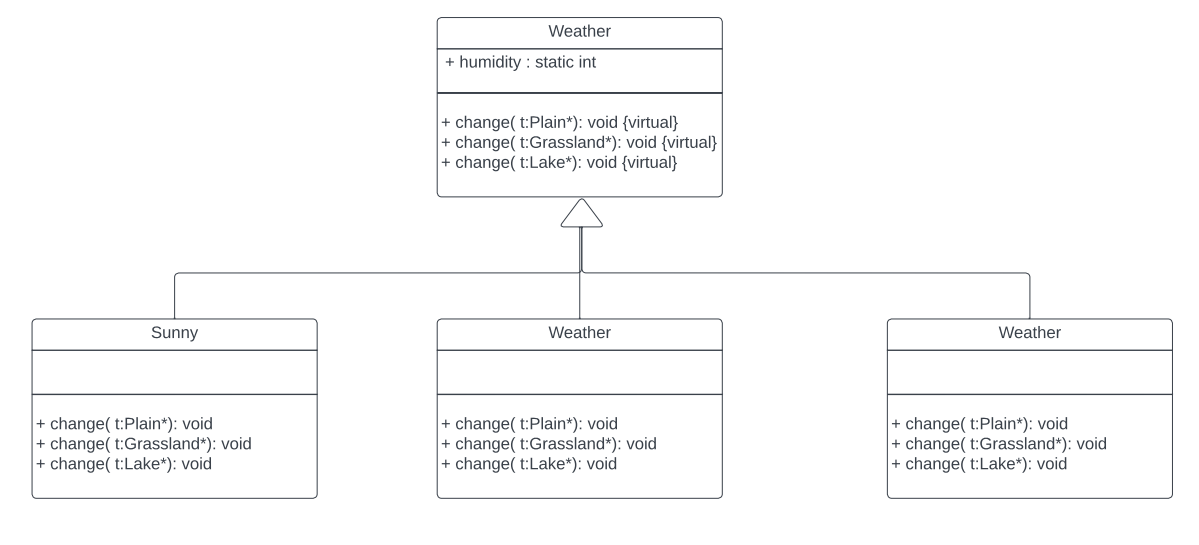 Weather
+ humidity : static int
+ change( t:Plain*): void {virtual}
+ change( t:Grassland*): void {virtual}
+ change( t:Lake*): void {virtual}
Sunny
+ change( t:Plain*): void
+ change( t:Grassland*): void
+ change( t:Lake*): void
Weather
+ change( t:Plain*): void
+ change( t:Grassland*): void
+ change( t:Lake*): void
Weather
+ change( t:Plain*): void
+ change( t:Grassland*): void
+ change( t:Lake*): void